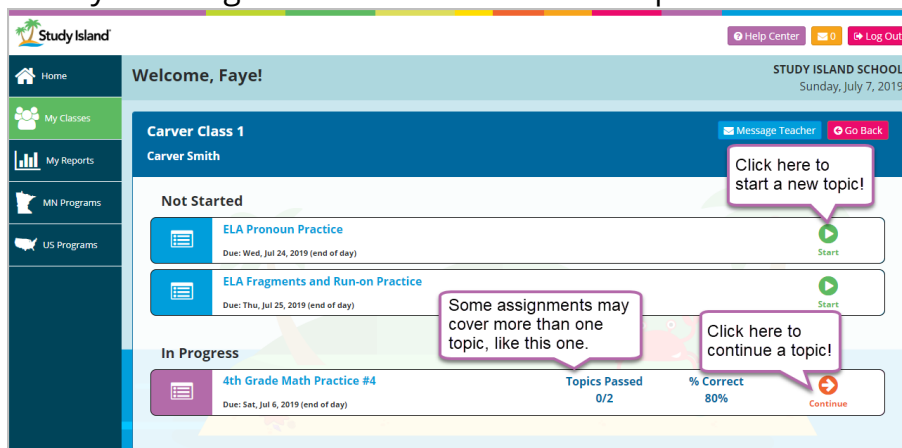 Study Island
Help Center
0
Log Out
Home
Welcome, Faye!
STUDY ISLAND SCHOOL
Sunday, July 7, 2019
My Classes
Carver Class 1
Message Teacher
Go Back
Carver Smith
My Reports
Click here to
start a new topic!
MN Programs
Not Started
ELA Pronoun Practice
Due: Wed, Jul 24, 2019 (end of day)
Start
US Programs
ELA Fragments and Run-on Practice
Due: Thu, Jul 25, 2019 (end of day)
Start
Some assignments may
cover more than one
topic, like this one.
Click here to
continue a topic!
In Progress
4th Grade Math Practice #4
Due: Sat, Jul 6, 2019 (end of day)
Topics Passed
0/2
% Correct
80%
Continue